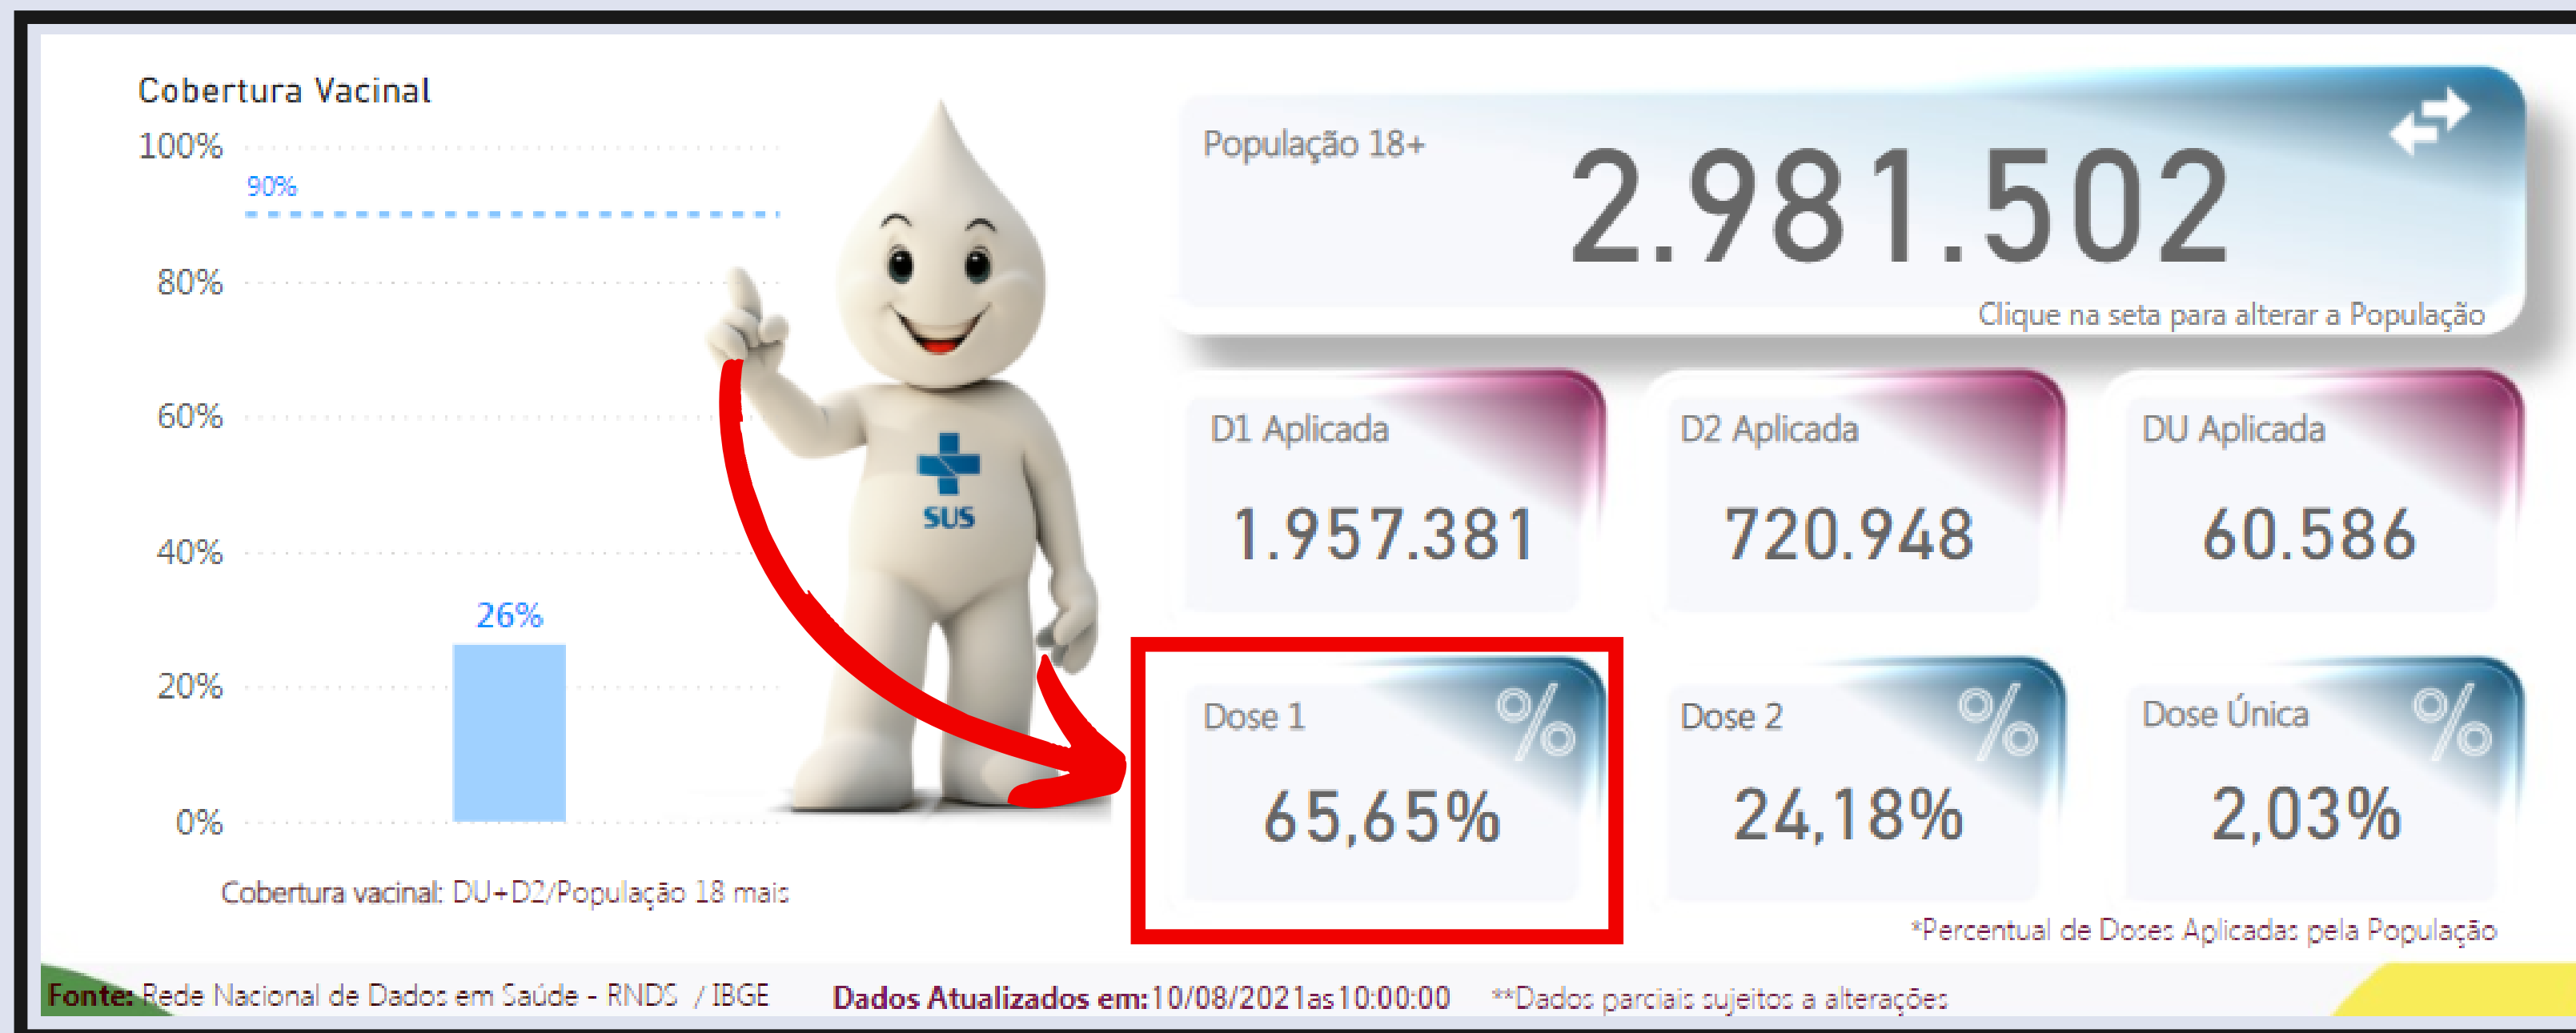 Cobertura Vacinal
100%
90%
80%
60%
40%
26%
20%
0%
Cobertura vacinal: DU+D2/População 18 mais
SUS
População 18+
2.981.502
Clique na seta para alterar a População
D1 Aplicada
1.957.381
D2 Aplicada
720.948
DU Aplicada
60.586
Dose 1
%
65,65%
Dose 2
%
24,18%
Dose Única
%
2,03%
*Percentual de Doses Aplicadas pela População
Fonte: Rede Nacional de Dados em Saúde - RNDS / IBGE
Dados Atualizados em:10/08/2021as10:00:00
**Dados parciais sujeitos a alterações